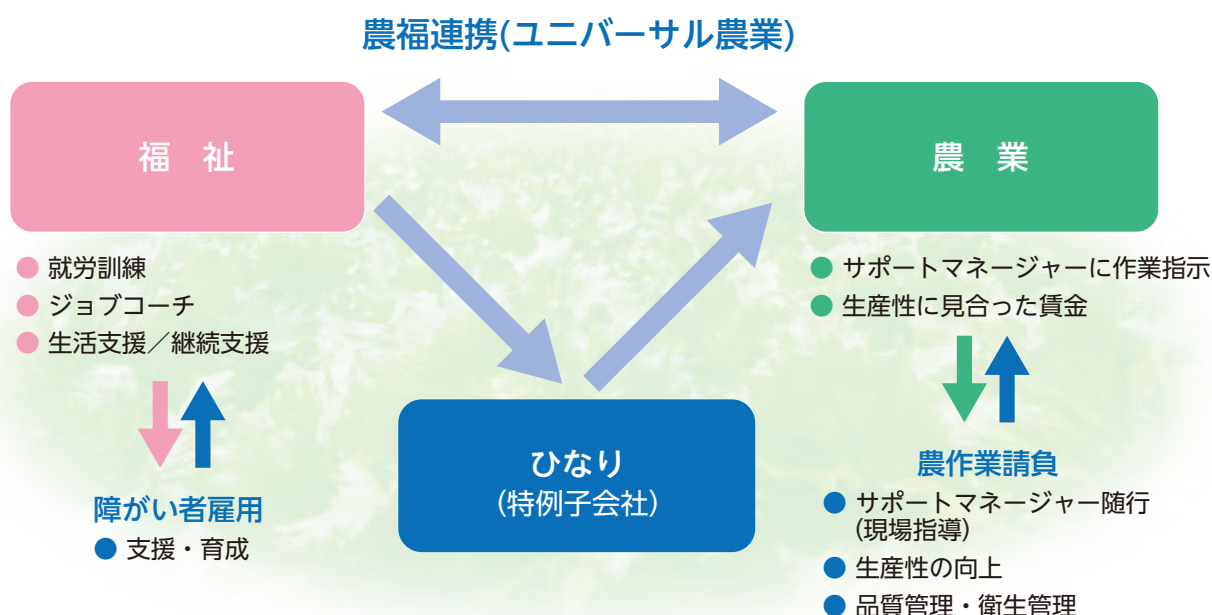 農福連携(ユニバーサル農業)
福　祉
農　業
● 就労訓練
● ジョブコーチ
● 生活支援／継続支援
● サポートマネージャーに作業指示
● 生産性に見合った賃金
ひなり
(特例子会社)
障がい者雇用
● 支援・育成
農作業請負
● サポートマネージャー随行
(現場指導)
● 生産性の向上
● 品質管理・衛生管理